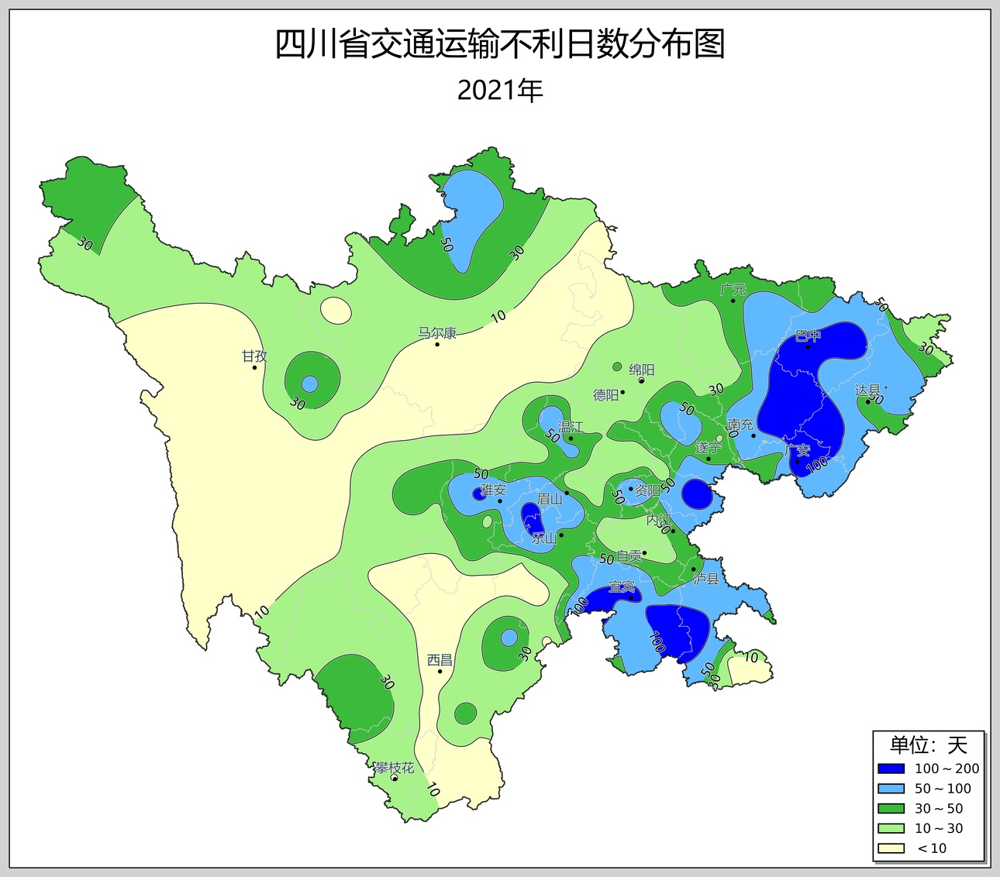 四川省交通运输不利日数分布图
2021年
30
50
30
10
广元
50
巴中
30
马尔康
甘孜
30
绵阳
德阳
30
达县
50
50
温江
50
南充
50
遂宁
广安
100
50
雅安
眉山
50
资阳
50
内江
50
乐山
50
自贡
泸县
宜宾
100
10
100
西昌
30
30
10
50
30
攀枝花
10
单位：天
100～200
50～100
30～50
10～30
＜10